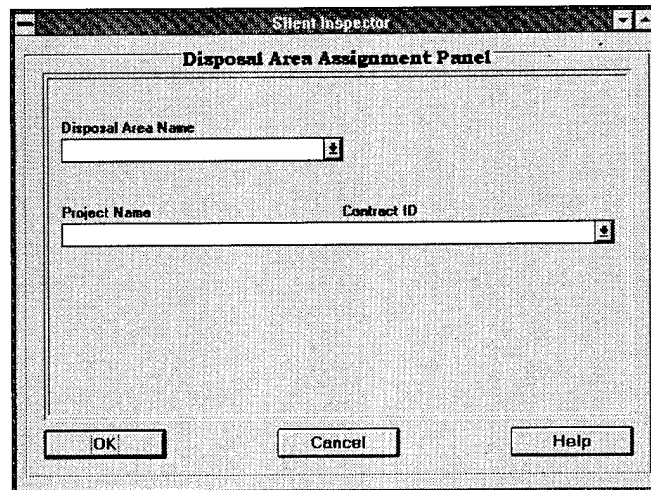 Silent Inspector
Disposal Area Assignment Panel
Disposal Area Name
Project Name Contract ID
OK Cancel Help